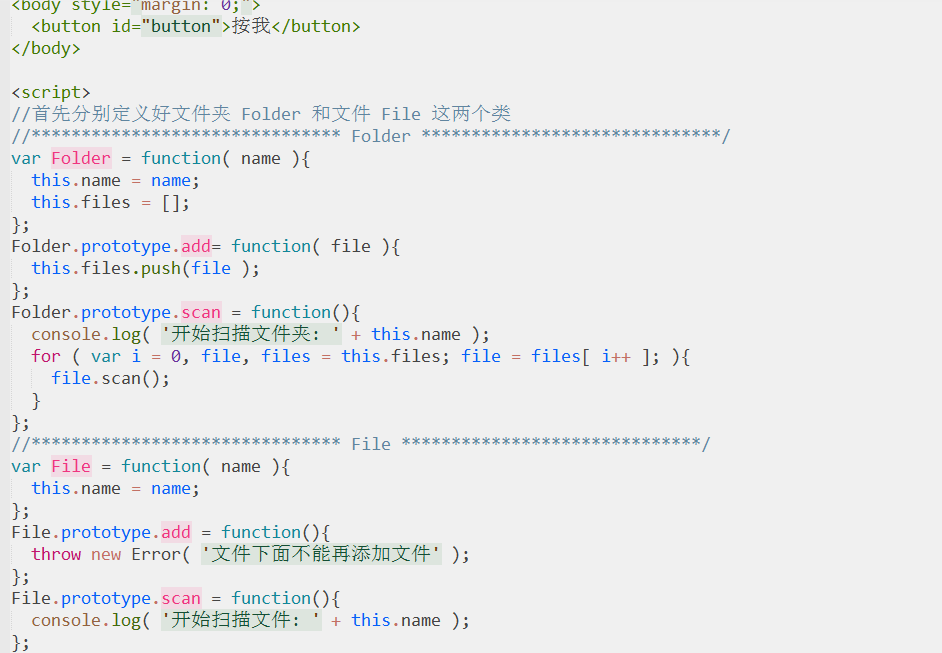 <body style="margin: 0;">
  <button id="button">按我</button>
</body>

<script>
//首先分别定义好文件夹 Folder 和文件 File 这两个类
//******************************* Folder ******************************/
var Folder = function( name ){
  this.name = name;
  this.files = [];
};
Folder.prototype.add= function( file ){
  this.files.push(file );
};
Folder.prototype.scan = function(){
  console.log( '开始扫描文件夹: ' + this.name );
  for ( var i = 0, file, files = this.files; file = files[ i++ ]; ){
    file.scan();
  }
};
//******************************* File ******************************/
var File = function( name ){
  this.name = name;
};
File.prototype.add = function(){
  throw new Error( '文件下面不能再添加文件' );
};
File.prototype.scan = function(){
  console.log( '开始扫描文件: ' + this.name );
};